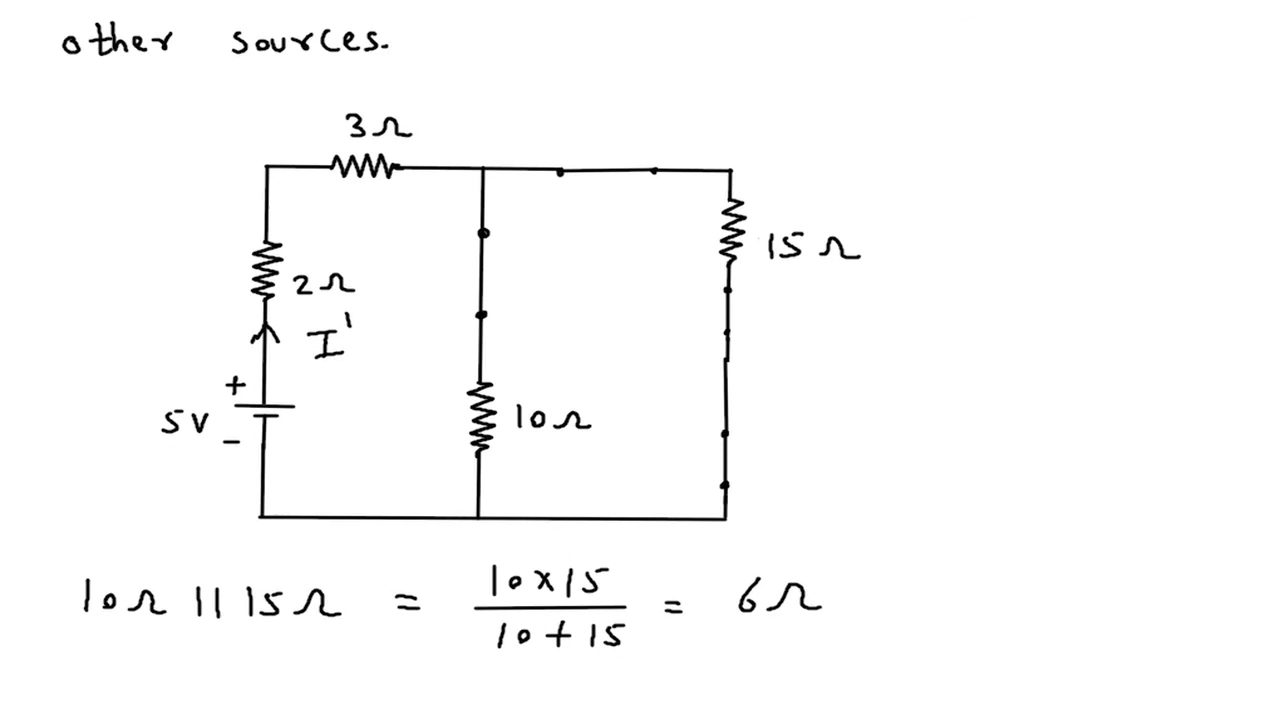 other sources.
3Ω
15Ω
2Ω
I'
+
5V
-
10Ω
10Ω || 15Ω = 10×15 / 10+15 = 6Ω